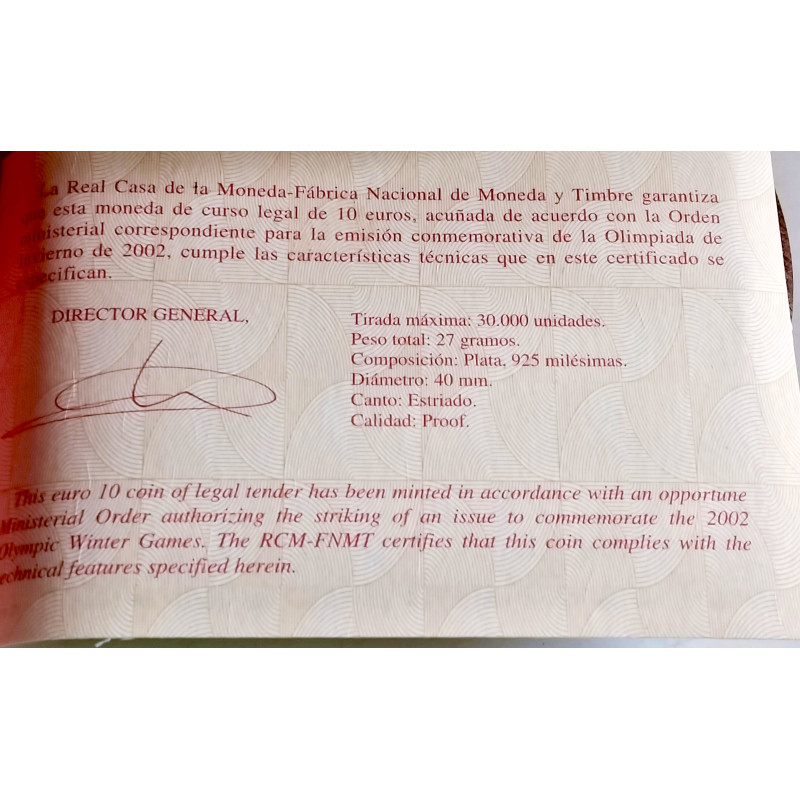 La Real Casa de la Moneda-Fábrica Nacional de Moneda y Timbre garantiza
esta moneda de curso legal de 10 euros, acuñada de acuerdo con la Orden
ministerial correspondiente para la emisión conmemorativa de la Olimpiada de
Invierno de 2002, cumple las características técnicas que en este certificado se
especifican.
DIRECTOR GENERAL,
Tirada máxima: 30.000 unidades.
Peso total: 27 gramos.
Composición: Plata, 925 milésimas.
Diámetro: 40 mm.
Canto: Estriado.
Calidad: Proof.
This euro 10 coin of legal tender has been minted in accordance with an opportune
Ministerial Order authorizing the striking of an issue to commemorate the 2002
Olympic Winter Games. The RCM-FNMT certifies that this coin complies with the
technical features specified herein.